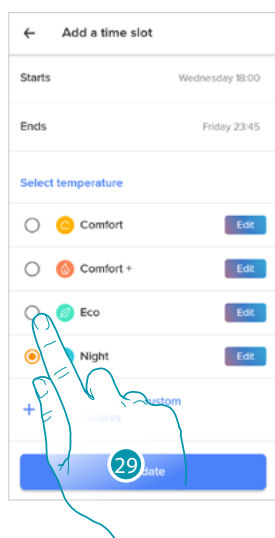 ← Add a time slot
Starts Wednesday 18:00
Ends Friday 23:45
Select temperature
Comfort Edit
Comfort + Edit
Eco Edit
Night Edit
+
29